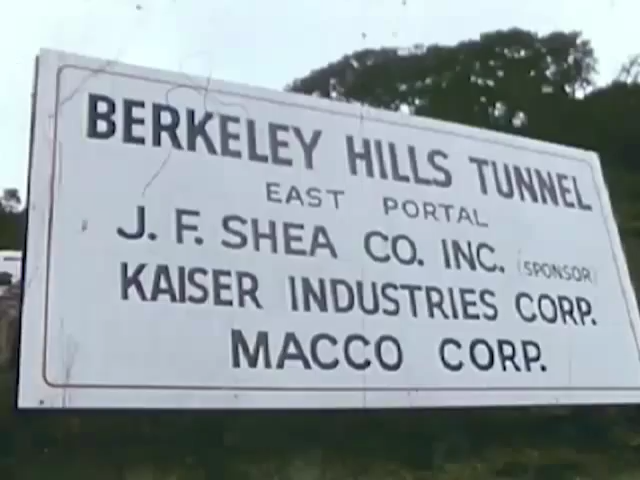 BERKELEY HILLS TUNNEL
EAST PORTAL
J. F. SHEA CO. INC. (SPONSOR)
KAISER INDUSTRIES CORP.
MACCO CORP.